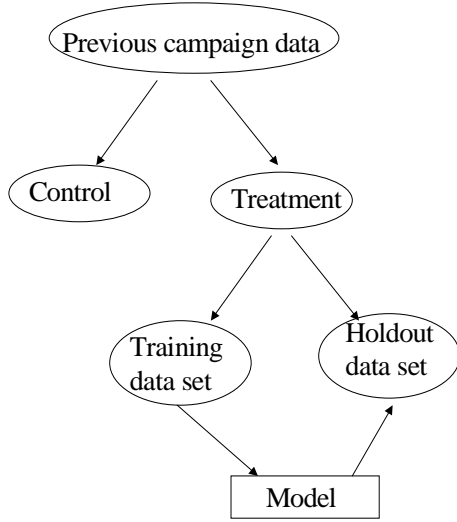 Previous campaign data
Control
Treatment
Training
data set
Holdout
data set
Model